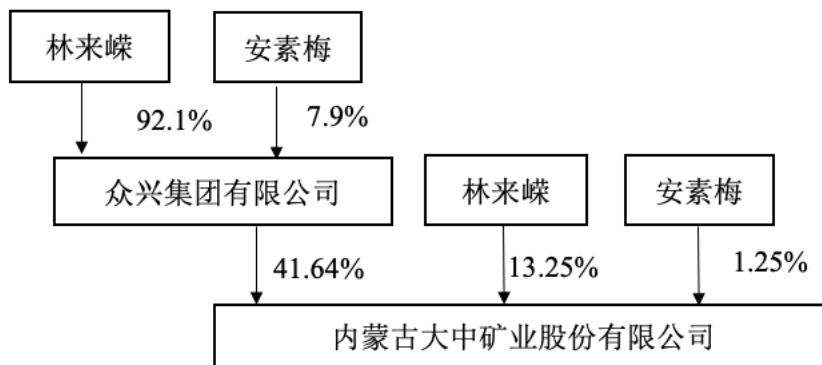 林来嵘
安素梅
92.1%
7.9%
众兴集团有限公司
林来嵘
安素梅
41.64%
13.25%
1.25%
内蒙古大中矿业股份有限公司